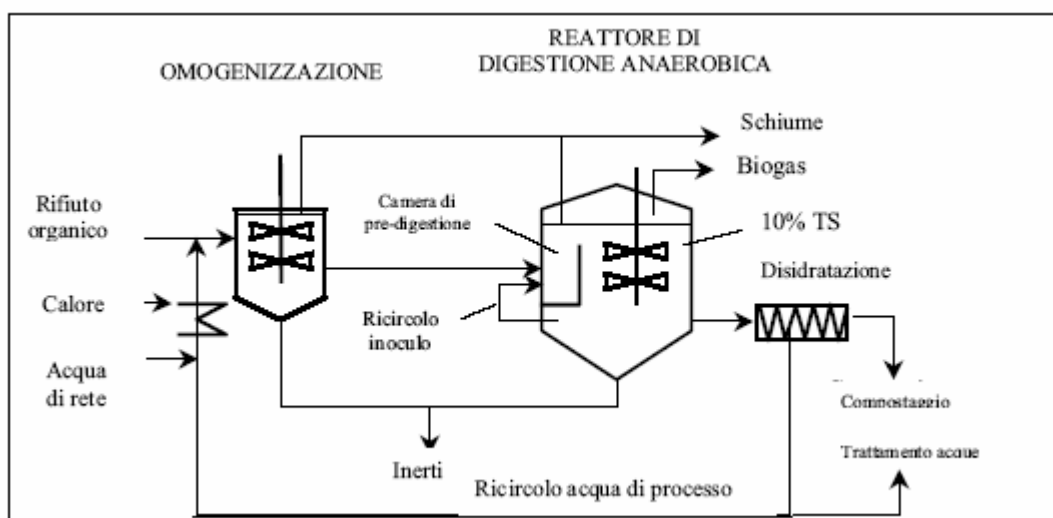 REATTORE DI
DIGESTIONE ANAEROBICA
OMOGENIZZAZIONE
Schiume
Biogas
Rifiuto
organico
Camera di
pre-digestione
10% TS
Disidratazione
Calore
Ricircolo
inoculo
Acqua
di rete
Compostaggio
Trattamento acque
Inerti
Ricircolo acqua di processo